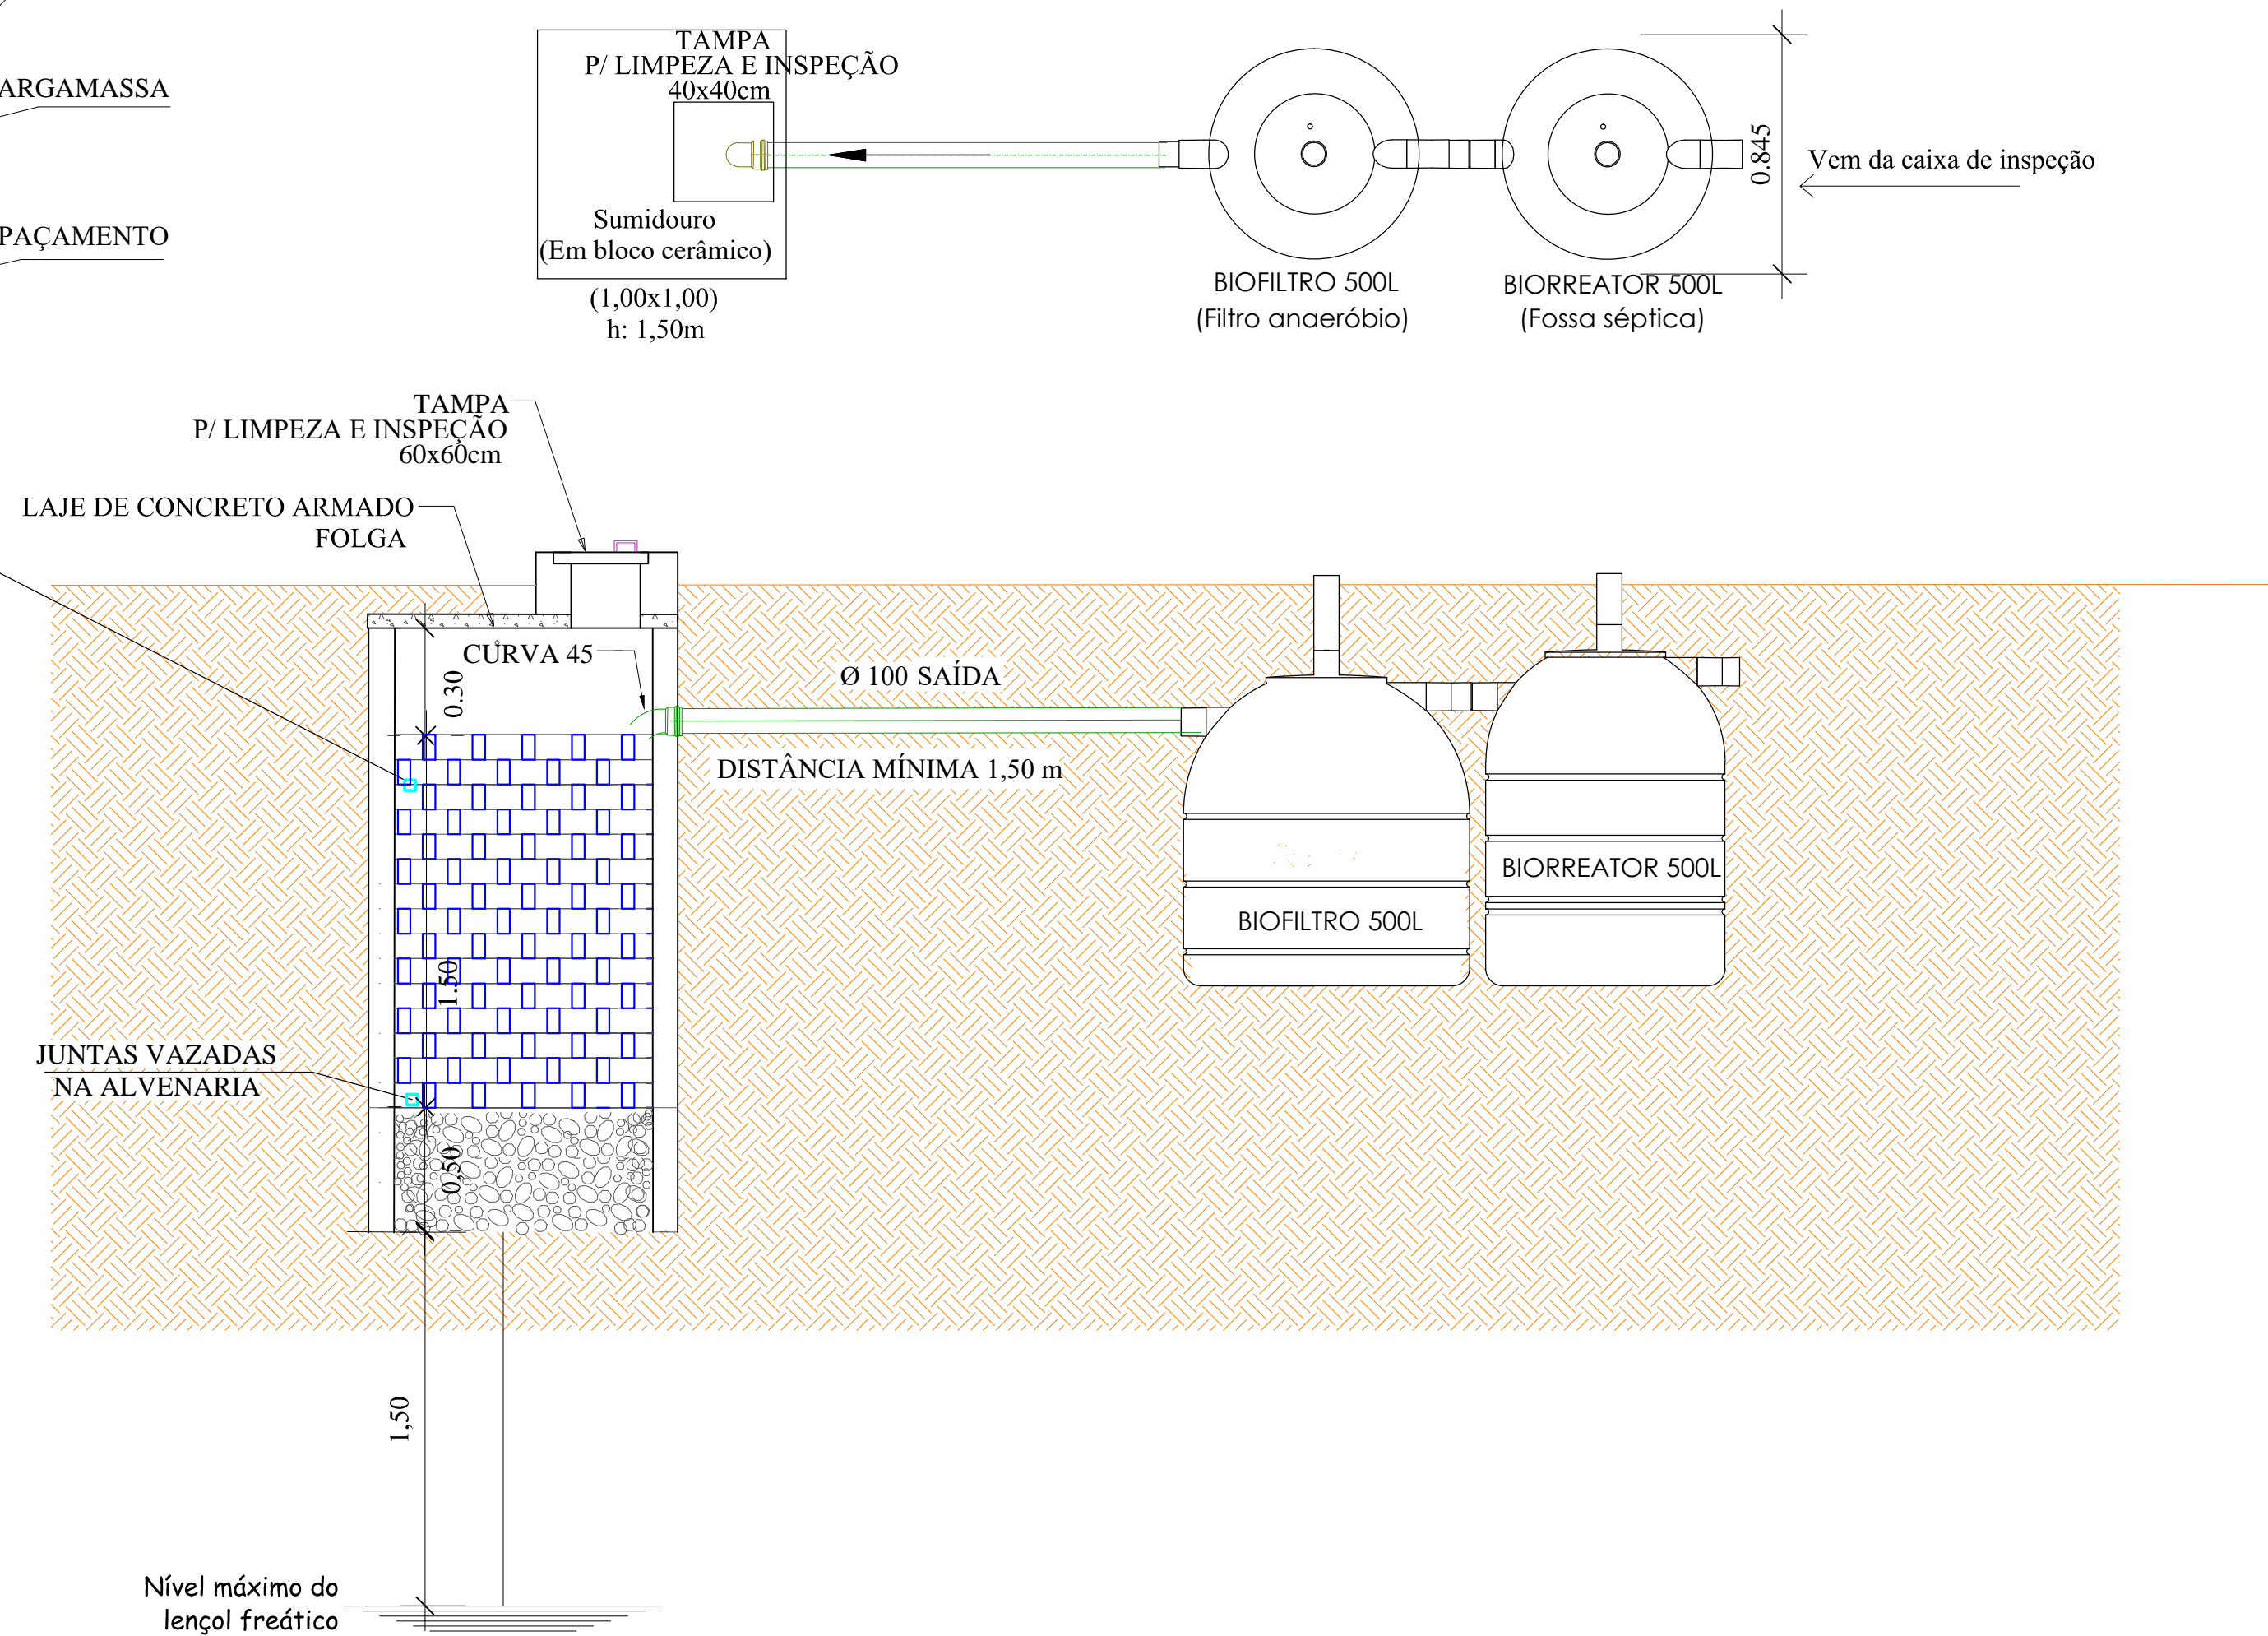 TAMPA
P/ LIMPEZA E INSPEÇÃO
40x40cm
ARGAMASSA
0.845
Vem da caixa de inspeção
Sumidouro
(Em bloco cerâmico)
PAÇAMENTO
(1,00x1,00)
h: 1,50m
BIOFILTRO 500L
(Filtro anaeróbio)
BIORREATOR 500L
(Fossa séptica)
TAMPA
P/ LIMPEZA E INSPEÇÃO
60x60cm
LAJE DE CONCRETO ARMADO
FOLGA
CURVA 45°
0.30
Ø 100 SAÍDA
DISTÂNCIA MÍNIMA 1,50 m
BIORREATOR 500L
BIOFILTRO 500L
1.50
JUNTAS VAZADAS
NA ALVENARIA
0,50
1,50
Nível máximo do
lençol freático